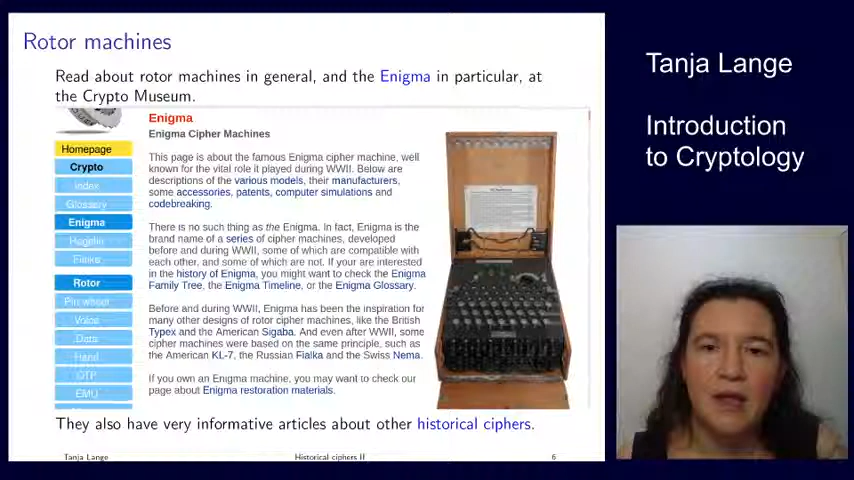 Rotor machines
Read about rotor machines in general, and the Enigma in particular, at
the Crypto Museum.
Homepage
Crypto
Index
Glossary
Enigma
Hagelin
Fialka
Rotor
Pin-wheel
Voice
Data
Hand
OTP
EMU
Enigma
Enigma Cipher Machines
This page is about the famous Enigma cipher machine, well
known for the vital role it played during WWII. Below are
descriptions of the various models, their manufacturers,
some accessories, patents, computer simulations and
codebreaking.
There is no such thing as the Enigma. In fact, Enigma is the
brand name of a series of cipher machines, developed
before and during WWII, some of which are compatible with
each other, and some of which are not. If your are interested
in the history of Enigma, you might want to check the Enigma
Family Tree, the Enigma Timeline, or the Enigma Glossary.
Before and during WWII, Enigma has been the inspiration for
many other designs of rotor cipher machines, like the British
Typex and the American Sigaba. And even after WWII, some
cipher machines were based on the same principle, such as
the American KL-7, the Russian Fialka and the Swiss Nema.
If you own an Enigma machine, you may want to check our
page about Enigma restoration materials.
They also have very informative articles about other historical ciphers.
Tanja Lange
Historical ciphers II
6
Tanja Lange
Introduction
to Cryptology